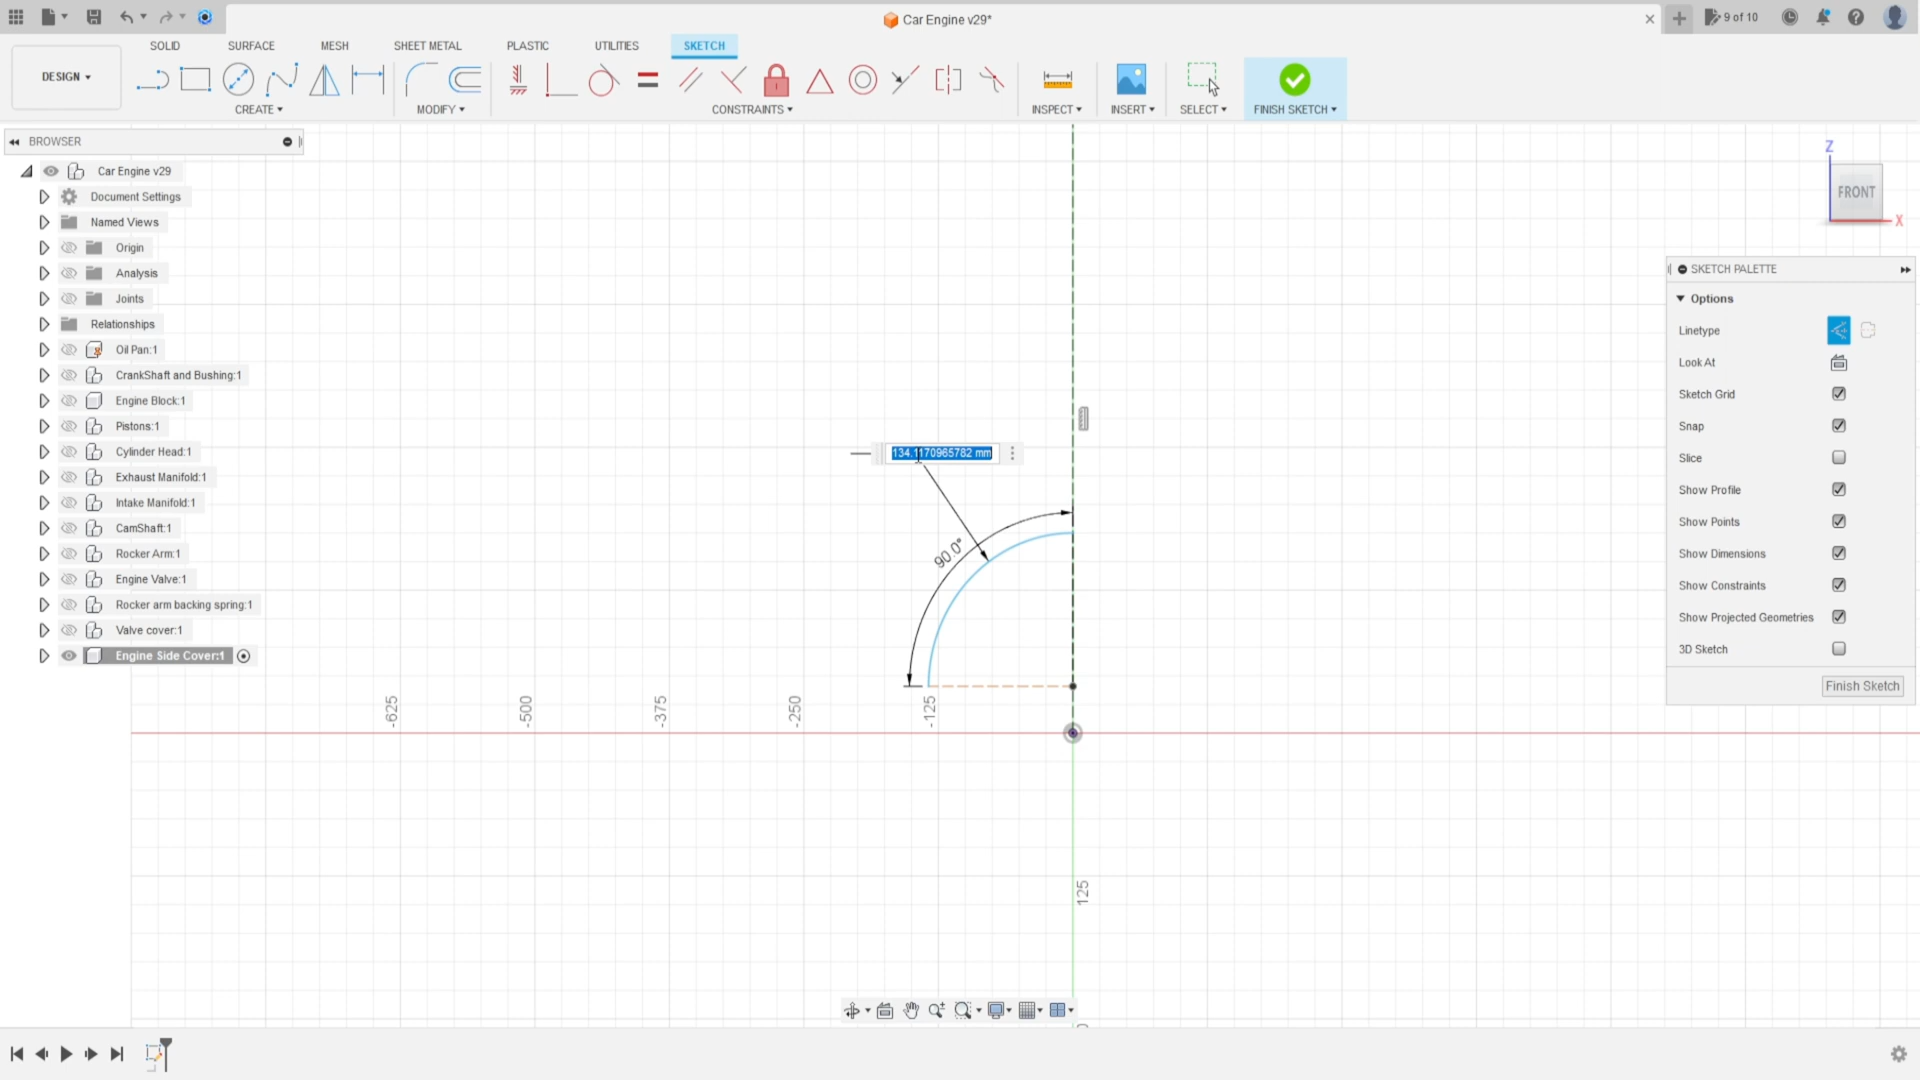 Car Engine v29*
9 of 10
SOLID
SURFACE
MESH
SHEET METAL
PLASTIC
UTILITIES
SKETCH
DESIGN
CREATE
MODIFY
CONSTRAINTS
INSPECT
INSERT
SELECT
FINISH SKETCH
BROWSER
Car Engine v29
Document Settings
Named Views
Origin
Analysis
Joints
Relationships
Oil Pan:1
CrankShaft and Bushing:1
Engine Block:1
Pistons:1
Cylinder Head:1
Exhaust Manifold:1
Intake Manifold:1
CamShaft:1
Rocker Arm:1
Engine Valve:1
Rocker arm backing spring:1
Valve cover:1
Engine Side Cover:1
134.1170965782 mm
90.0°
-625
-500
-375
-250
-125
125
Z
FRONT
X
SKETCH PALETTE
Options
Linetype
Look At
Sketch Grid
Snap
Slice
Show Profile
Show Points
Show Dimensions
Show Constraints
Show Projected Geometries
3D Sketch
Finish Sketch